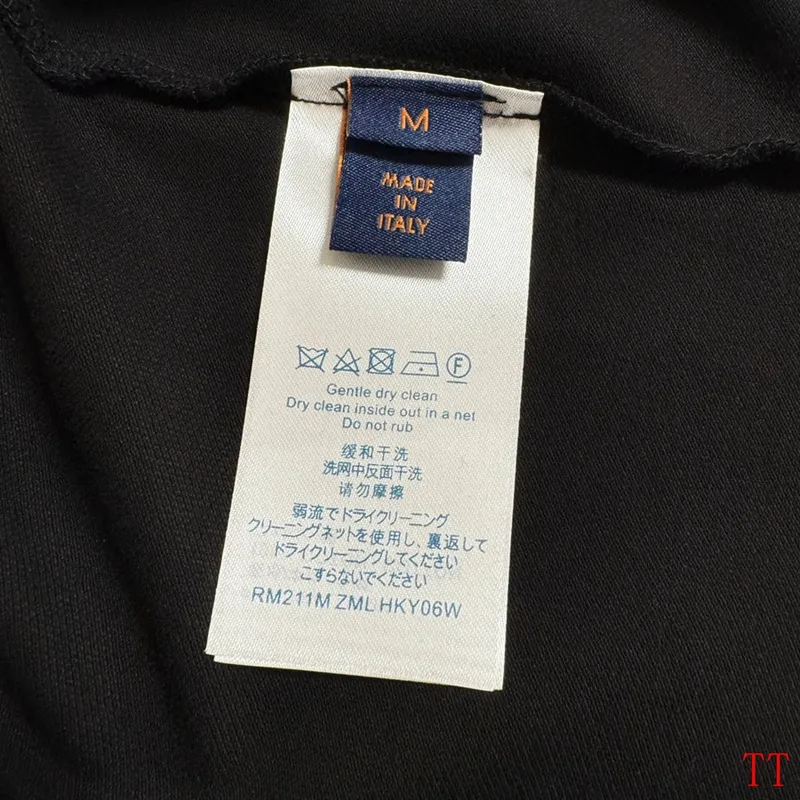 M
MADE
IN
ITALY
F
Gentle dry clean
Dry clean inside out in a net
Do not rub
缓和干洗
洗网中反面干洗
请勿摩擦
弱流でドライクリーニング
クリーニングネットを使用し、裏返して
ドライクリーニングしてください
こすらないでください
RM211M ZML HKY06W
TT